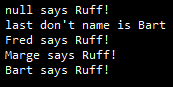 null says Ruff!
last don't name is Bart
Fred says Ruff!
Marge says Ruff!
Bart says Ruff!